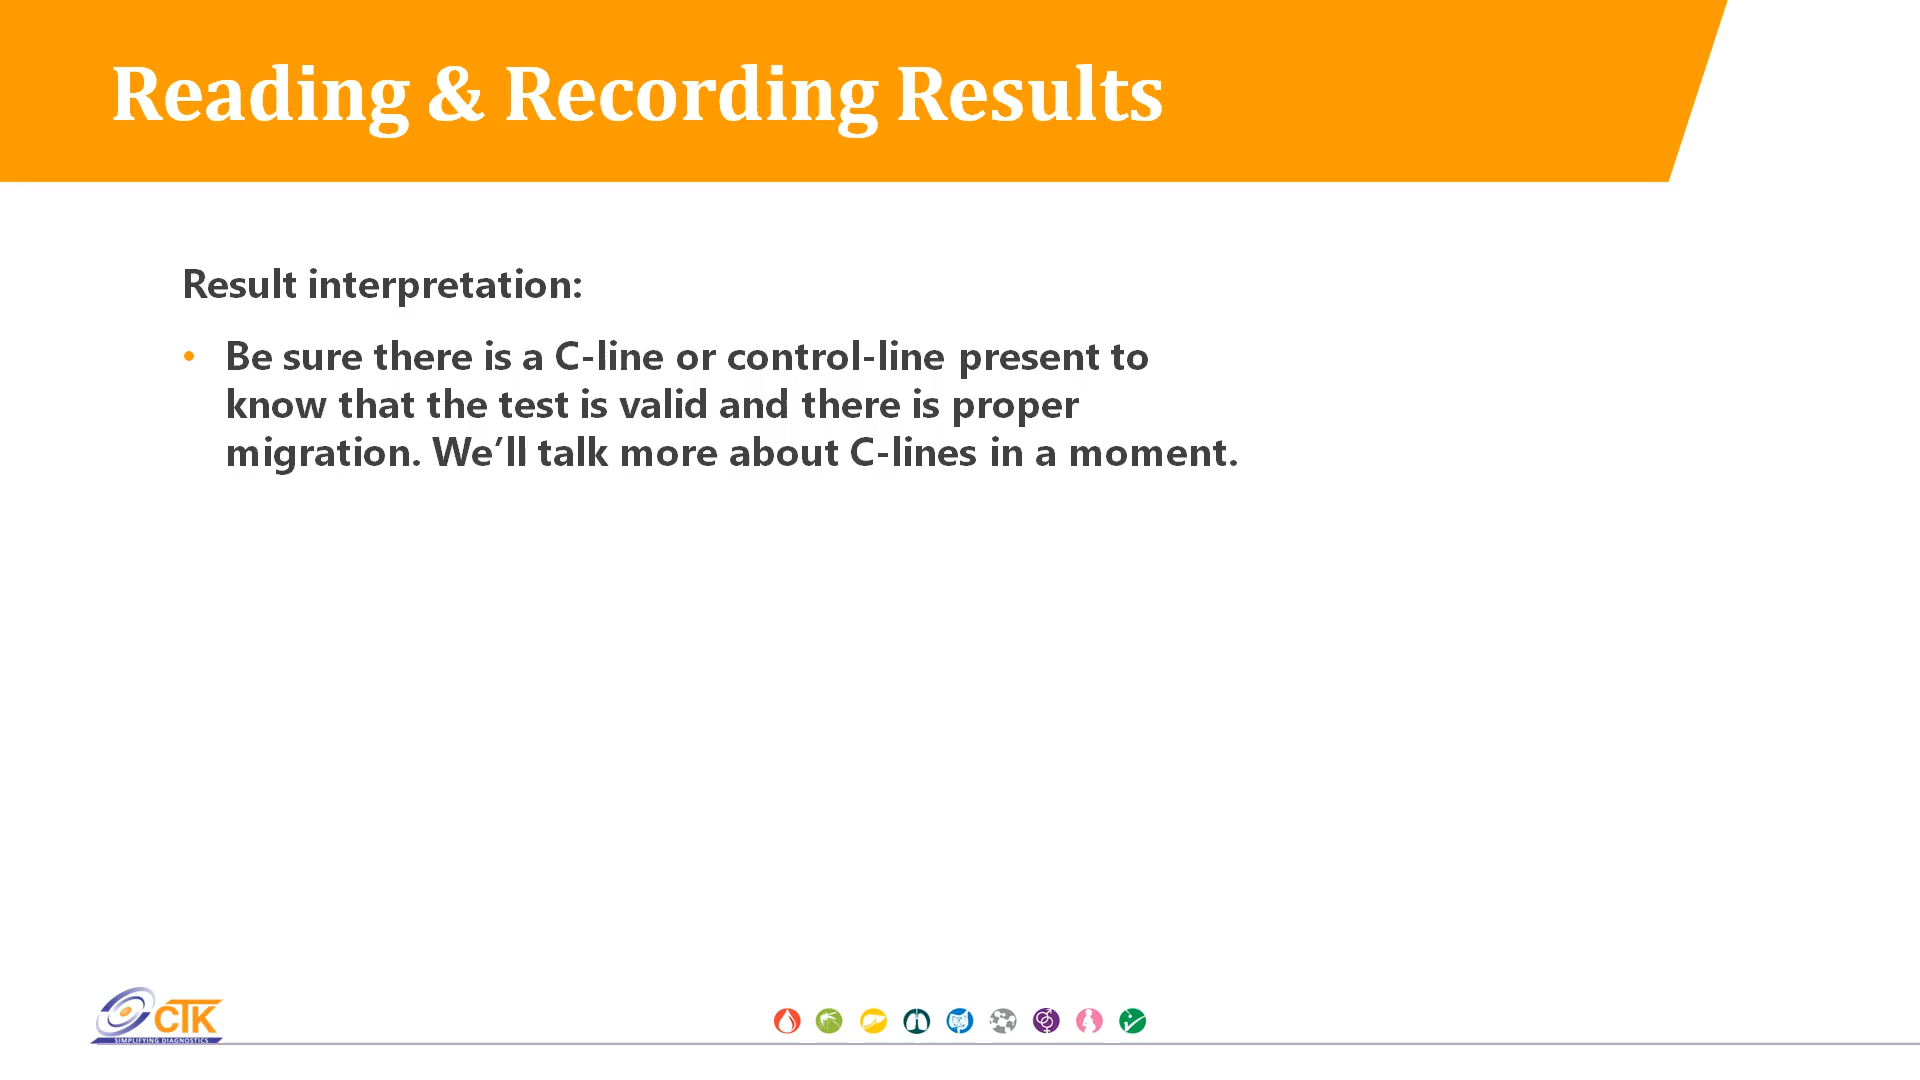 Reading & Recording Results
Result interpretation:
• Be sure there is a C-line or control-line present to
know that the test is valid and there is proper
migration. We’ll talk more about C-lines in a moment.
CTK
SIMPLIFYING DIAGNOSTICS